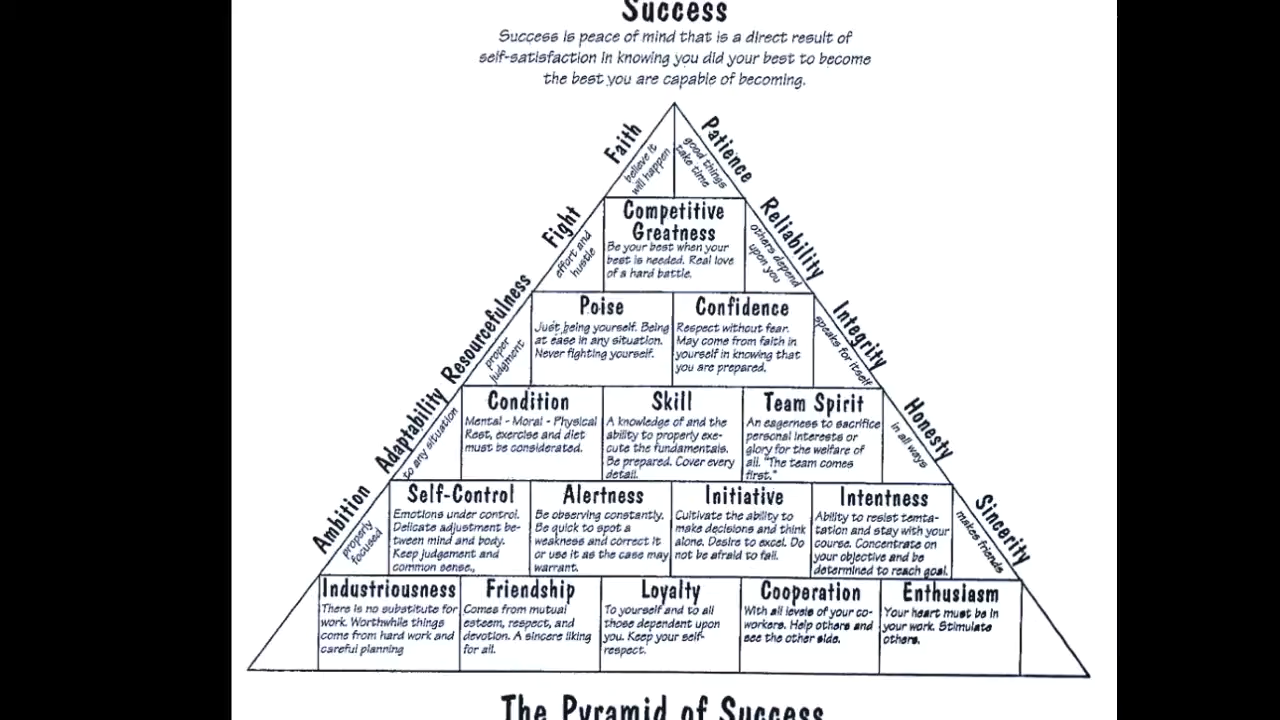 Success
Success is peace of mind that is a direct result of
self-satisfaction in knowing you did your best to become
the best you are capable of becoming.
Faith
believe it
will happen
Patience
good things
take time
Fight
effort and
hustle
Competitive
Greatness
Be your best when your
best is needed. Real love
of a hard battle.
Reliability
others depend
upon you
Resourcefulness
proper
judgment
Poise
Just being yourself. Being
at ease in any situation.
Never fighting yourself.
Confidence
Respect without fear.
May come from faith in
yourself in knowing that
you are prepared.
Integrity
speaks for itself
Adaptability
to any situation
Condition
Mental - Moral - Physical
Rest, exercise and diet
must be considered.
Skill
A knowledge of and the
ability to properly exe-
cute the fundamentals.
Be prepared. Cover every
detail.
Team Spirit
An eagerness to sacrifice
personal interests or
glory for the welfare of
all. "The team comes
first."
Honesty
in all ways
Ambition
properly
focused
Self-Control
Emotions under control.
Delicate adjustment be-
tween mind and body.
Keep judgement and
common sense.
Alertness
Be observing constantly.
Be quick to spot a
weakness and correct it
or use it as the case may
warrant.
Initiative
Cultivate the ability to
make decisions and think
alone. Desire to excel. Do
not be afraid to fail.
Intentness
Ability to resist temta-
tation and stay with your
course. Concentrate on
your objective and be
determined to reach goal.
Sincerity
makes friends
Industriousness
There is no substitute for
work. Worthwhile things
come from hard work and
careful planning
Friendship
Comes from mutual
esteem, respect, and
devotion. A sincere liking
for all.
Loyalty
To yourself and to all
those dependent upon
you. Keep your self-
respect.
Cooperation
With all levels of your co-
workers. Help others and
see the other side.
Enthusiasm
Your heart must be in
your work. Stimulate
others.
The Pyramid of Success